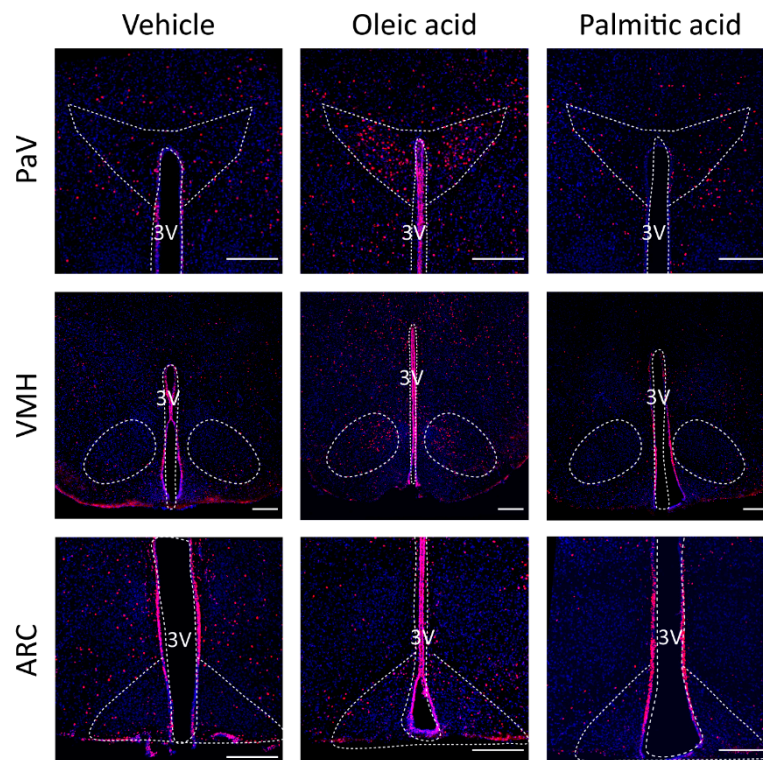 Vehicle Oleic acid Palmitic acid
PaV
3V 3V 3V
VMH
3V 3V 3V
ARC
3V 3V 3V